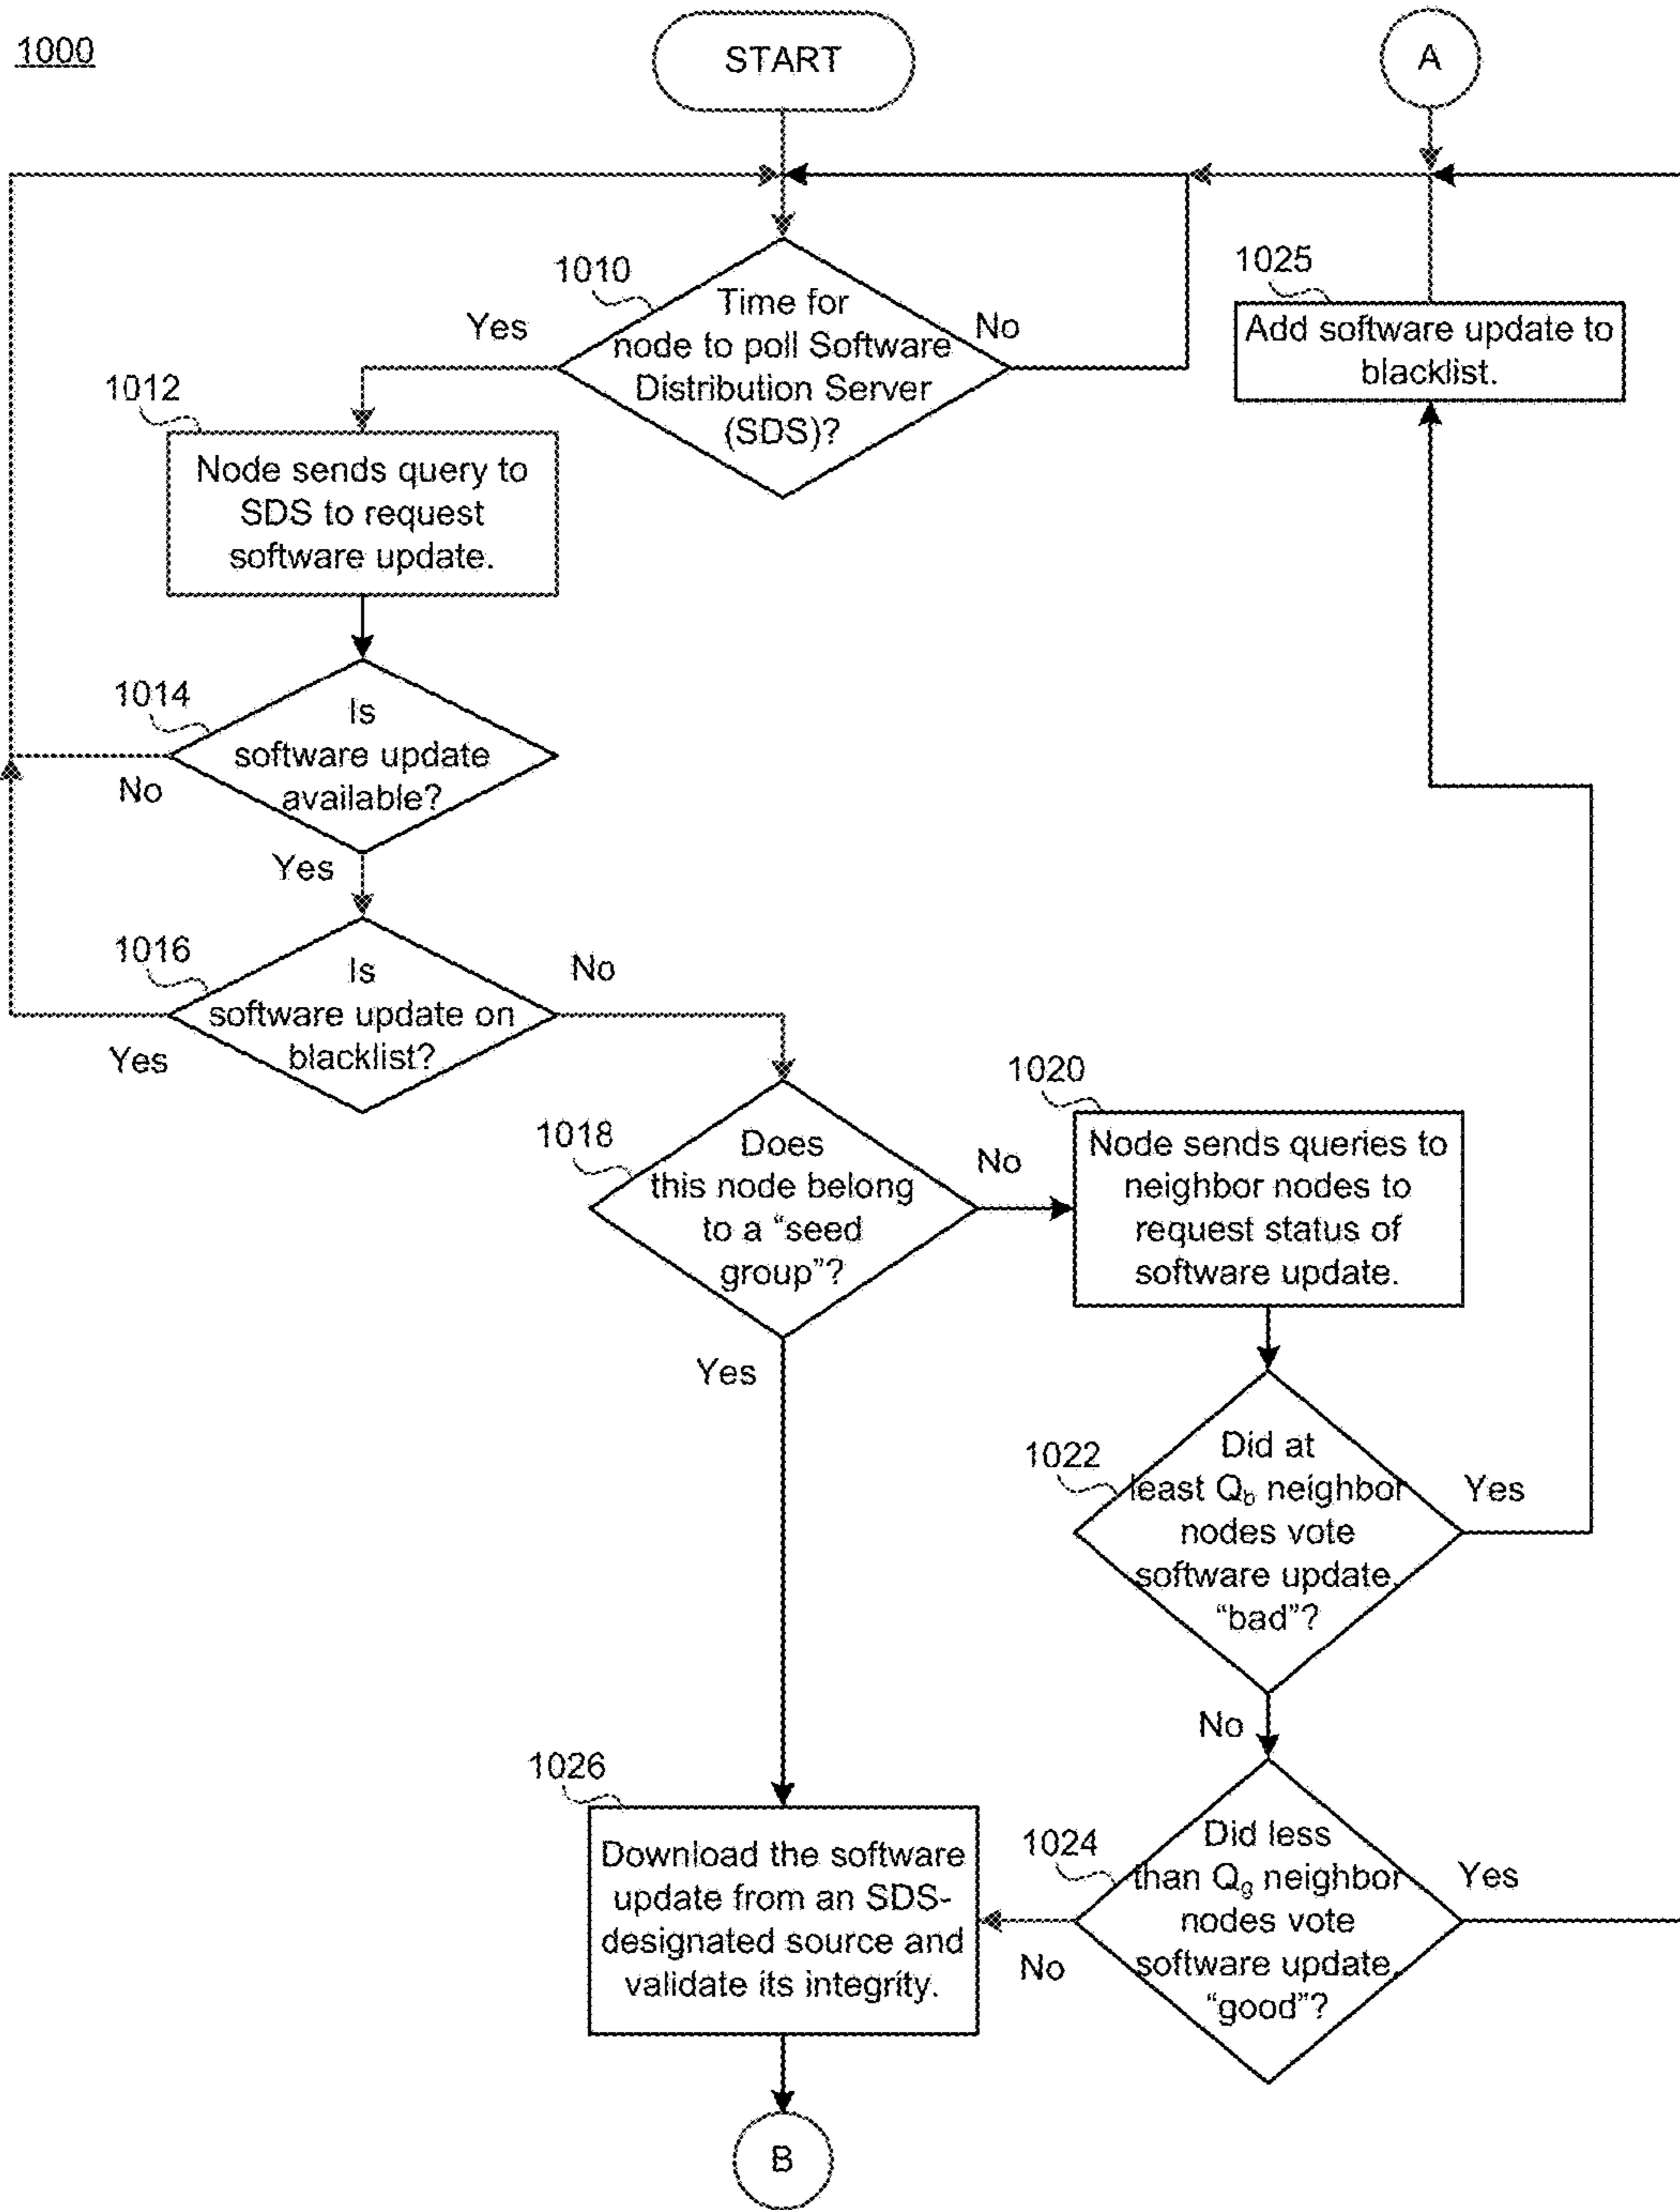 1000
START
A
1010
Time for
node to poll Software
Distribution Server
(SDS)?
Yes
No
1025
Add software update to
blacklist.
1012
Node sends query to
SDS to request
software update.
1014
Is
software update
available?
No
Yes
1016
Is
software update on
blacklist?
No
Yes
1018
Does
this node belong
to a “seed
group”?
No
Yes
1020
Node sends queries to
neighbor nodes to
request status of
software update.
1022
Did at
least Qb neighbor
nodes vote
software update
“bad”?
Yes
No
1024
Did less
than Qg neighbor
nodes vote
software update
“good”?
Yes
No
1026
Download the software
update from an SDS-
designated source and
validate its integrity.
B